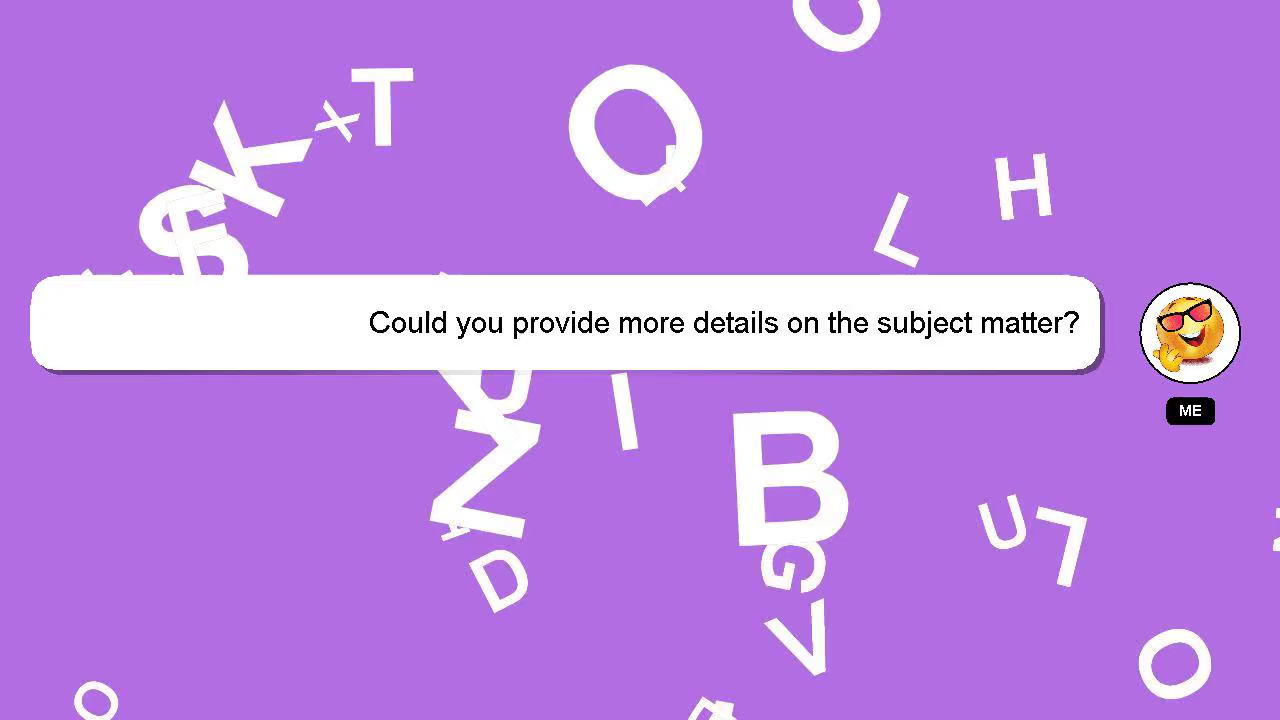 Could you provide more details on the subject matter?
ME
T
X
K
S
O
H
L
I
Z
B
D
G
V
U
L
O
O